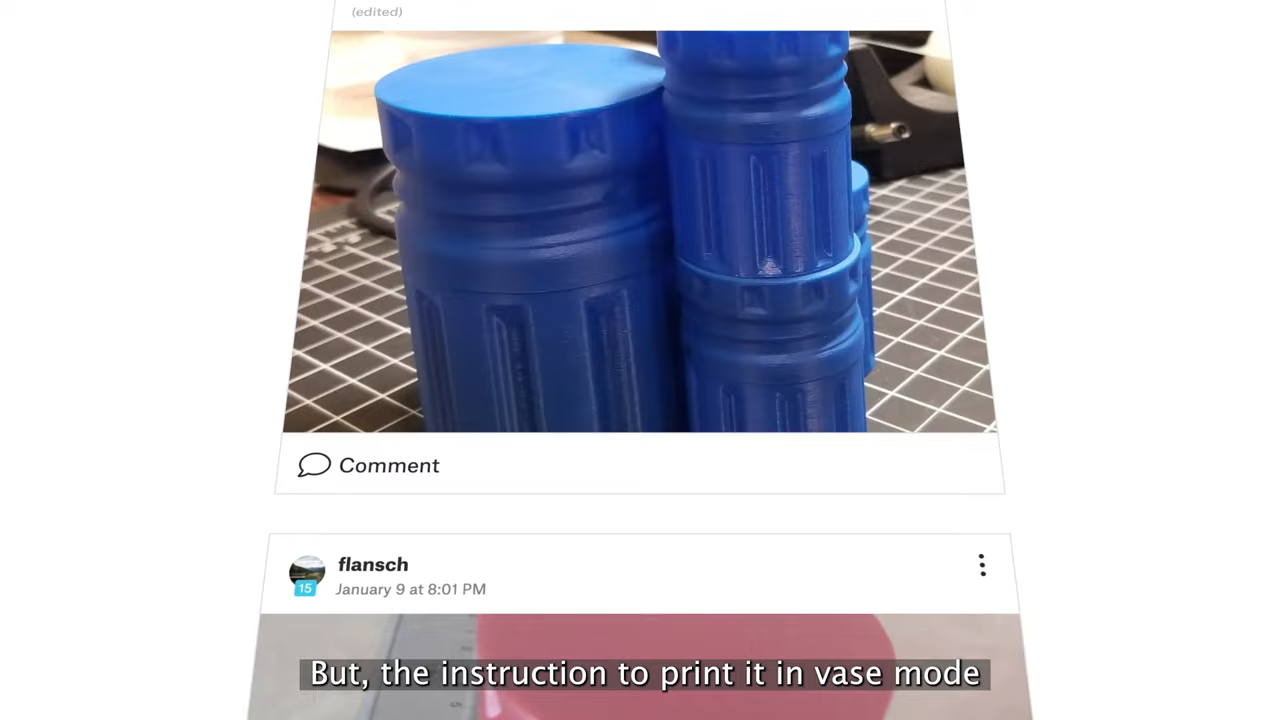 (edited)
Comment
flansch
15
January 9 at 8:01 PM
But, the instruction to print it in vase mode